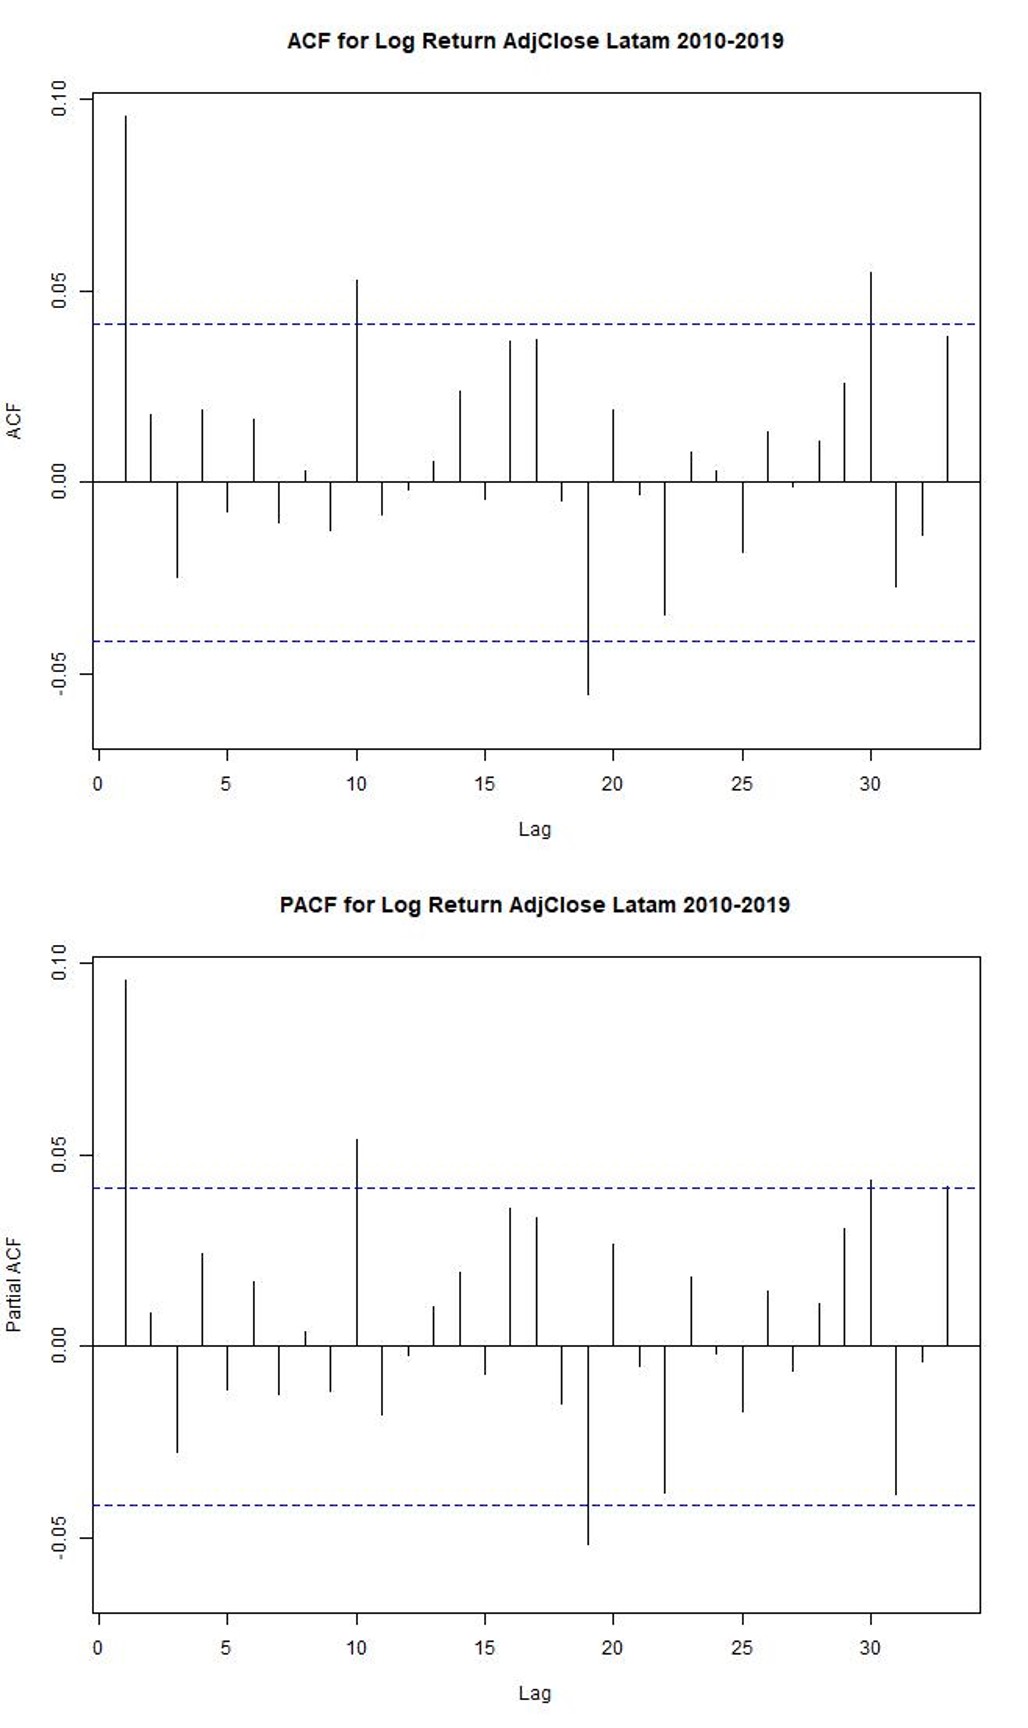 ACF for Log Return AdjClose Latam 2010-2019
0.10
0.05
0.00
-0.05
ACF
0 5 10 15 20 25 30
Lag
PACF for Log Return AdjClose Latam 2010-2019
0.10
0.05
0.00
-0.05
Partial ACF
0 5 10 15 20 25 30
Lag